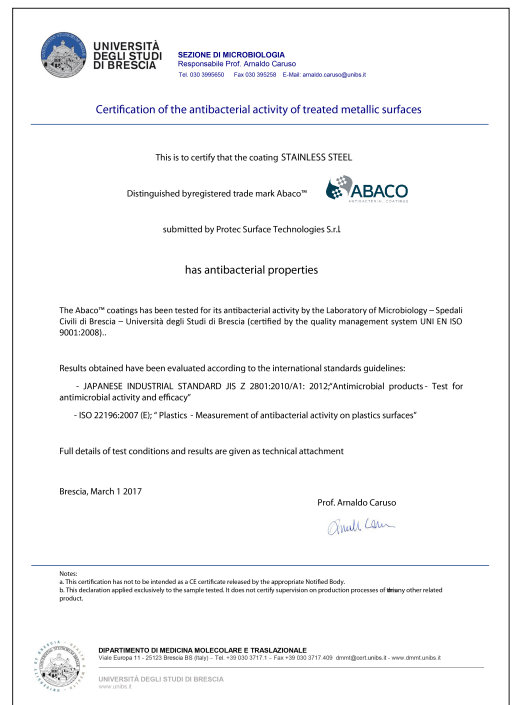 UNIVERSITÀ
DEGLI STUDI
DI BRESCIA
SEZIONE DI MICROBIOLOGIA
Responsabile Prof. Arnaldo Caruso
Tel. 030 3995650 Fax 030 395258 E-Mail: arnaldo.caruso@unibs.it
Certification of the antibacterial activity of treated metallic surfaces
This is to certify that the coating STAINLESS STEEL
Distinguished byregistered trade mark Abaco™
ABACO
ANTIBACTERIAL COATINGS
submitted by Protec Surface Technologies S.r.l.
has antibacterial properties
The Abaco™ coatings has been tested for its antibacterial activity by the Laboratory of Microbiology – Spedali
Civili di Brescia – Università degli Studi di Brescia (certified by the quality management system UNI EN ISO
9001:2008)..
Results obtained have been evaluated according to the international standards guidelines:
- JAPANESE INDUSTRIAL STANDARD JIS Z 2801:2010/A1: 2012;"Antimicrobial products - Test for
antimicrobial activity and efficacy"
- ISO 22196:2007 (E); " Plastics - Measurement of antibacterial activity on plastics surfaces"
Full details of test conditions and results are given as technical attachment
Brescia, March 1 2017
Prof. Arnaldo Caruso
Notes:
a. This certification has not to be intended as a CE certificate released by the appropriate Notified Body.
b. This declaration applied exclusively to the sample tested. It does not certify supervision on production processes of any other related
product.
DIPARTIMENTO DI MEDICINA MOLECOLARE E TRASLAZIONALE
Viale Europa 11 - 25123 Brescia BS (Italy) – Tel. +39 030 3717.1 – Fax +39 030 3717.409 dmmt@cert.unibs.it - www.dmmt.unibs.it
UNIVERSITÀ DEGLI STUDI DI BRESCIA
www.unibs.it